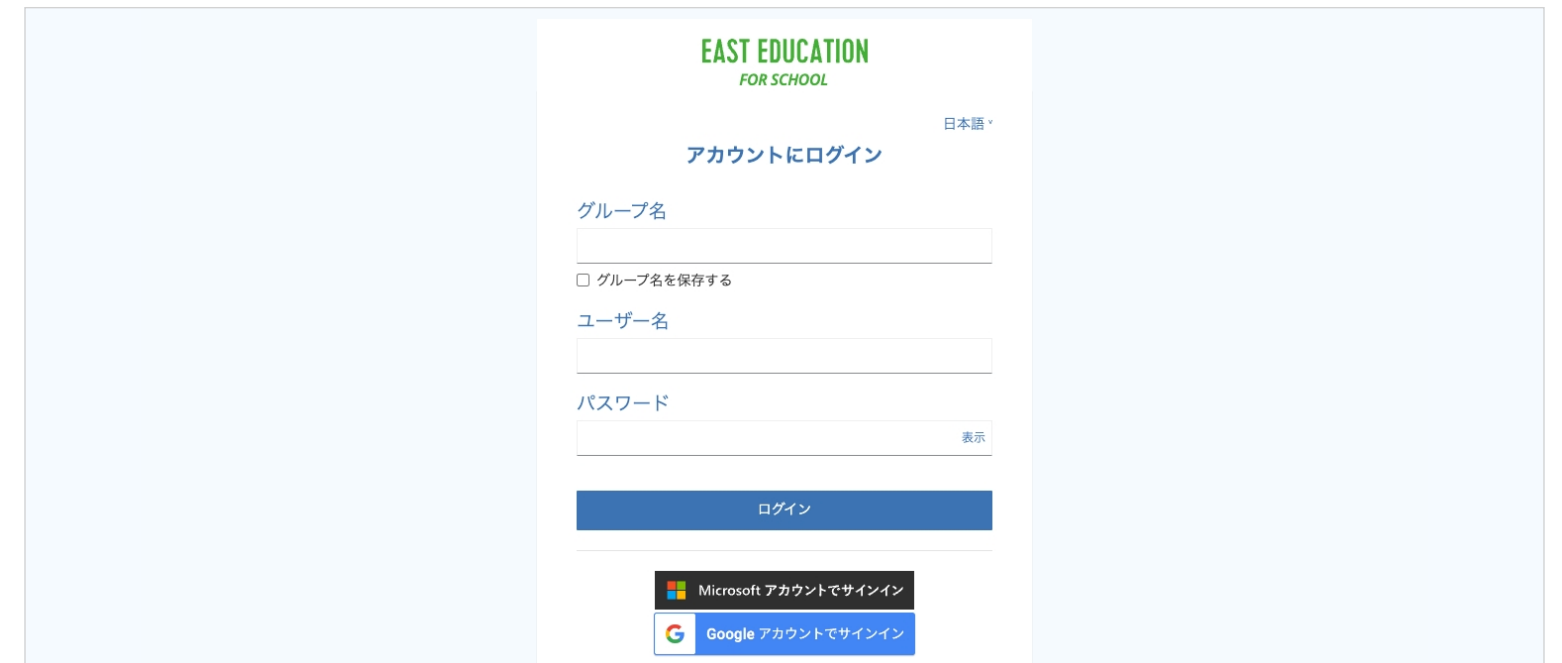 EAST EDUCATION
FOR SCHOOL
日本語
アカウントにログイン
グループ名
グループ名を保存する
ユーザー名
パスワード
表示
ログイン
Microsoft アカウントでサインイン
Google アカウントでサインイン